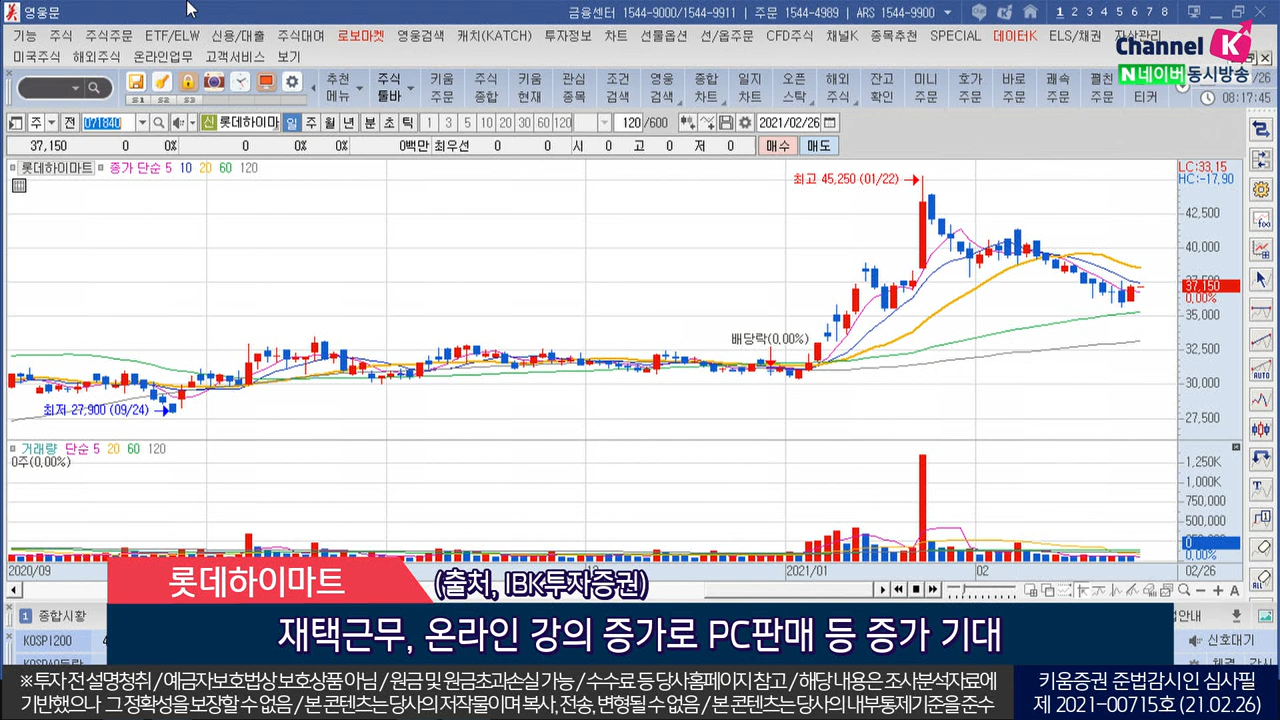 영웅문
금융센터 1544-9000/1544-9911 | 주문 1544-4989 | ARS 1544-9900
1 2 3 4 5 6 7 8
기능 주식 주식주문 ETF/ELW 신용/대출 주식대여 로보마켓 영웅검색 캐치(KATCH) 투자정보 차트 선물옵션 선/옵주문 CFD주식 채널K 종목추천 SPECIAL 데이터K ELS/채권 자산관리
미국주식 해외주식 온라인업무 고객서비스 보기
Channel K
N네이버동시방송
추천 주식 키움 주식 키움 관심 조건 영웅 종합 일지 오픈 해외 잔고 미니 호가 바로 쾌속 펼친 /26
메뉴 툴바 주문 종합 현재 종목 검색 검색 차트 차트 스탁 주식 확인 주문 주문 주문 주문 주문 티커 08:17:45
S1 S2 S3
주 전 071840 신 롯데하이마 일 주 월 년 분 초 틱 1 3 5 10 20 30 60 120 120 /600 2021/02/26
37,150 0 0% 0 0% 0% 0백만 최우선 0 0 시 0 고 0 저 0 매수 매도
롯데하이마트 종가 단순 5 10 20 60 120
LC:33,15
HC:-17,90
최고 45,250 (01/22)
42,500
40,000
37,500
37,150
0,00%
35,000
배당락(0,00%)
32,500
30,000
최저 27,900 (09/24)
27,500
거래량 단순 5 20 60 120
0주(0,00%)
1,250K
1,000K
750,000
500,000
0
0,00%
2020/09 2021/01 02 02/26
롯데하이마트 (출처, IBK투자증권)
1 종합시황
KOSPI200
신호대기
재택근무, 온라인 강의 증가로 PC판매 등 증가 기대
※ 투자 전 설명청취 / 예금자보호법상 보호상품 아님 / 원금 및 원금초과손실 가능 / 수수료 등 당사홈페이지 참고 / 해당 내용은 조사분석자료에
기반했으나 그 정확성을 보장할 수 없음 / 본 콘텐츠는 당사의 저작물이며 복사, 전송, 변형될 수 없음 / 본 콘텐츠는 당사의 내부통제기준을 준수
키움증권 준법감시인 심사필
제 2021-00715호 (21.02.26)